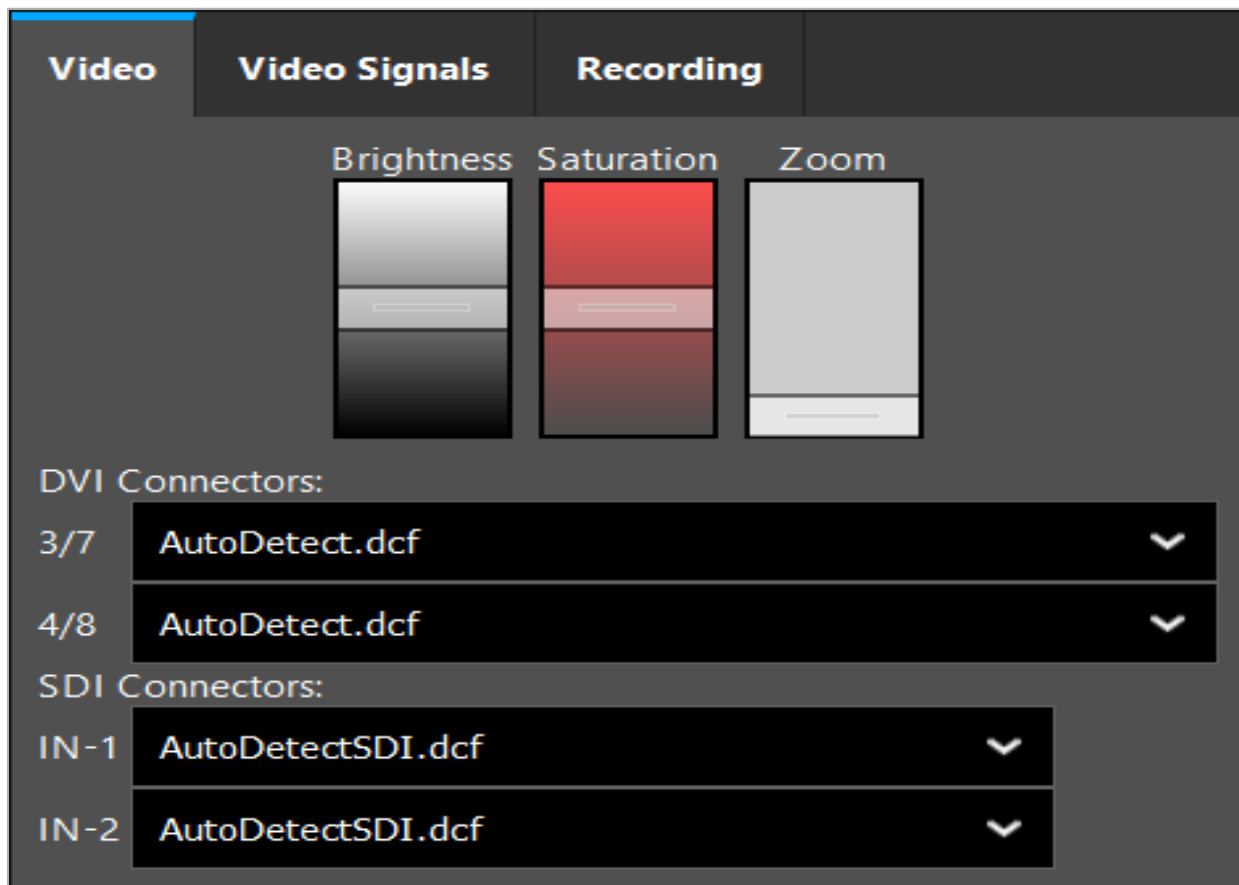 Video Video Signals Recording
Brightness Saturation Zoom
DVI Connectors:
3/7 AutoDetect.dcf
4/8 AutoDetect.dcf
SDI Connectors:
IN-1 AutoDetectSDI.dcf
IN-2 AutoDetectSDI.dcf